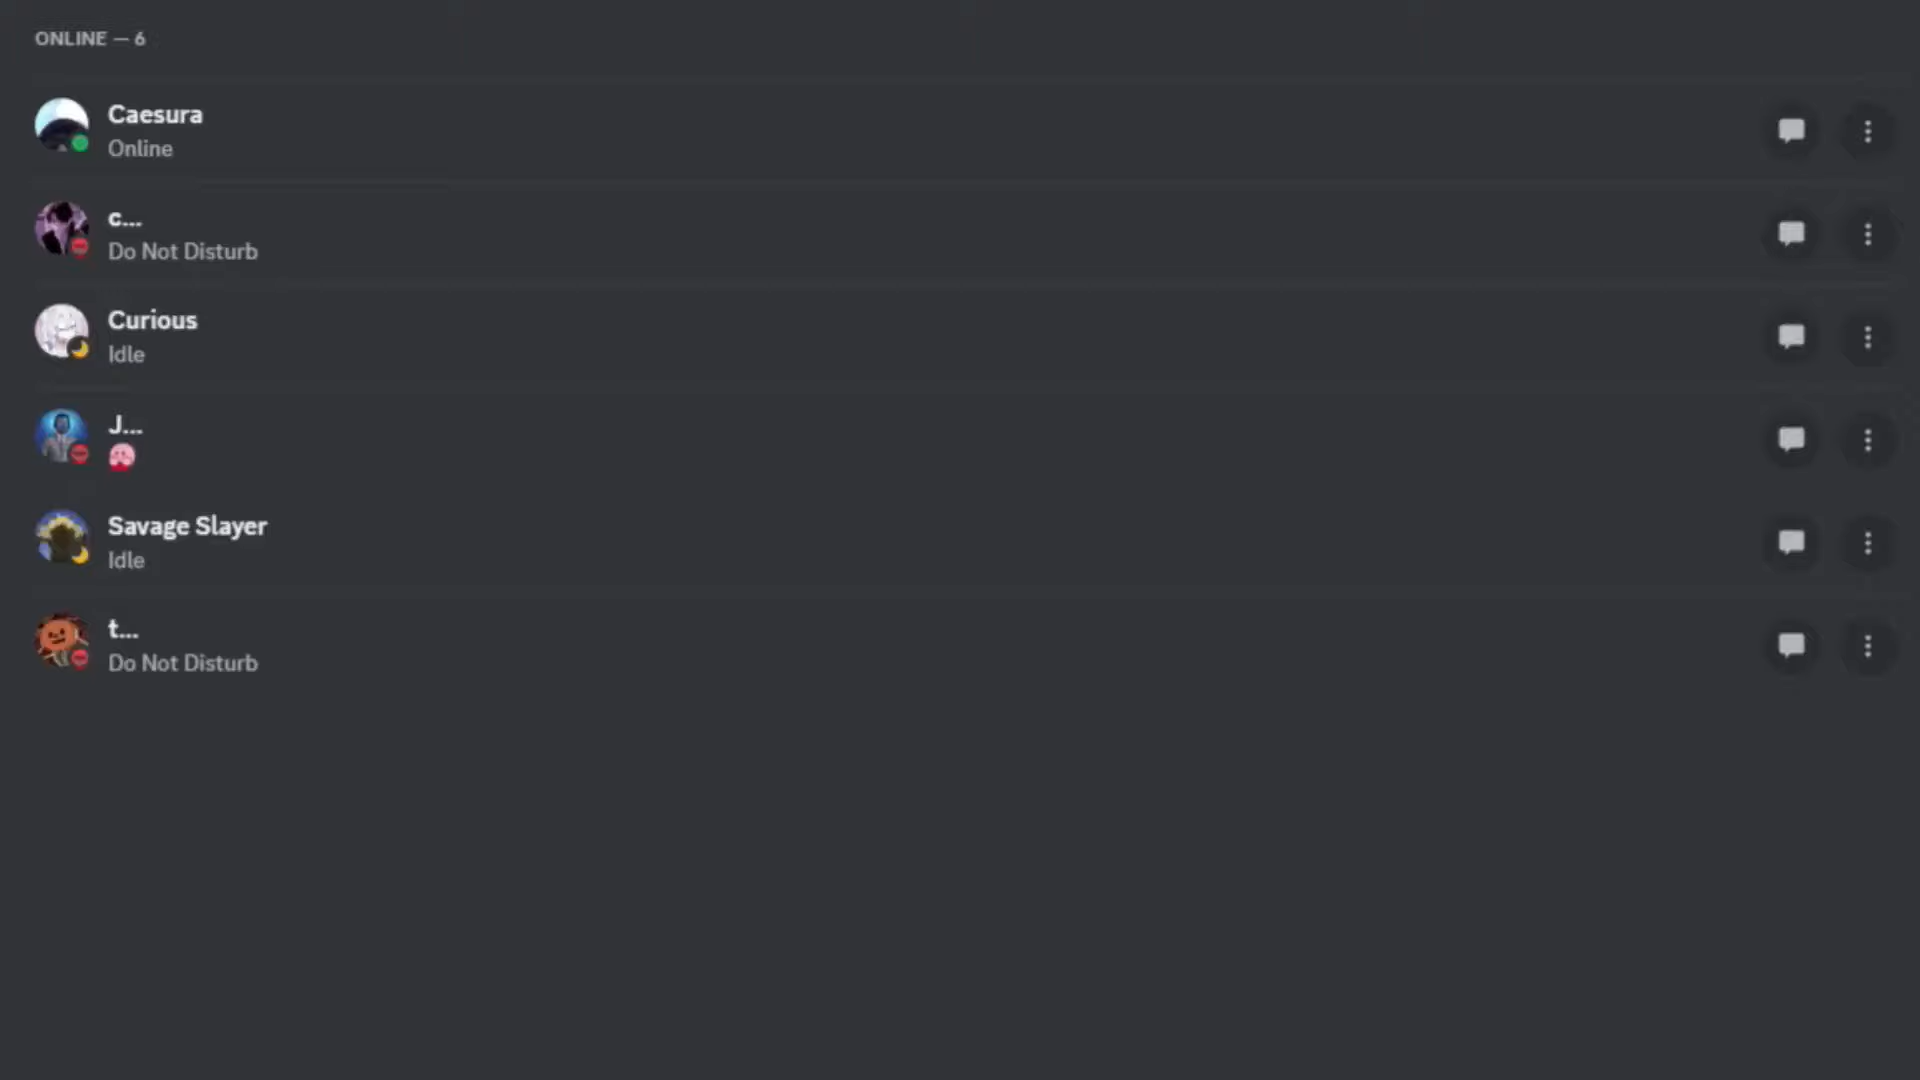 ONLINE — 6
Caesura
Online
c...
Do Not Disturb
Curious
Idle
J...
Savage Slayer
Idle
t...
Do Not Disturb